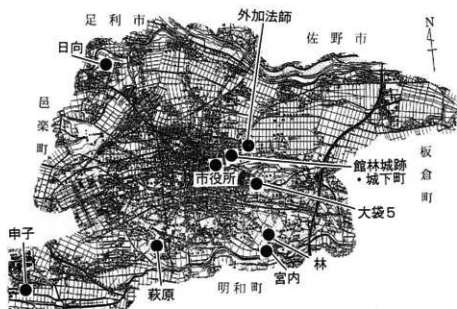 足利市
外加法師
佐野市
N
日向
邑楽町
館林城跡
・城下町
板倉町
市役所
大袋5
申子
萩原
明和町
宮内
林